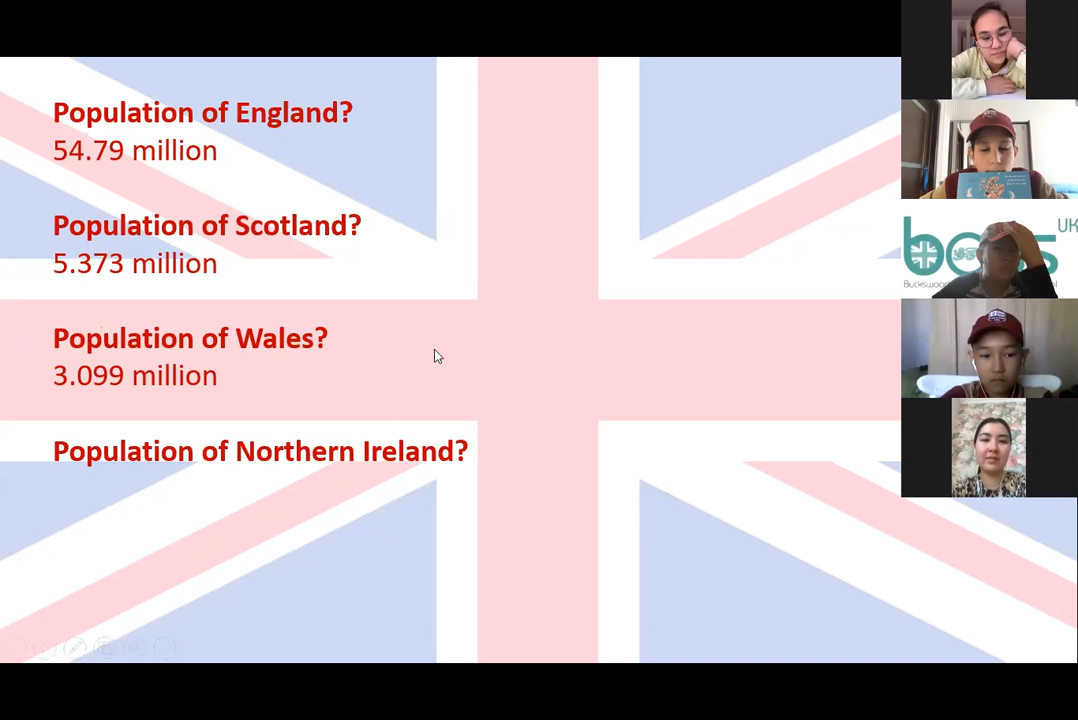 Population of England?
54.79 million
Population of Scotland?
5.373 million
Population of Wales?
3.099 million
Population of Northern Ireland?
UK